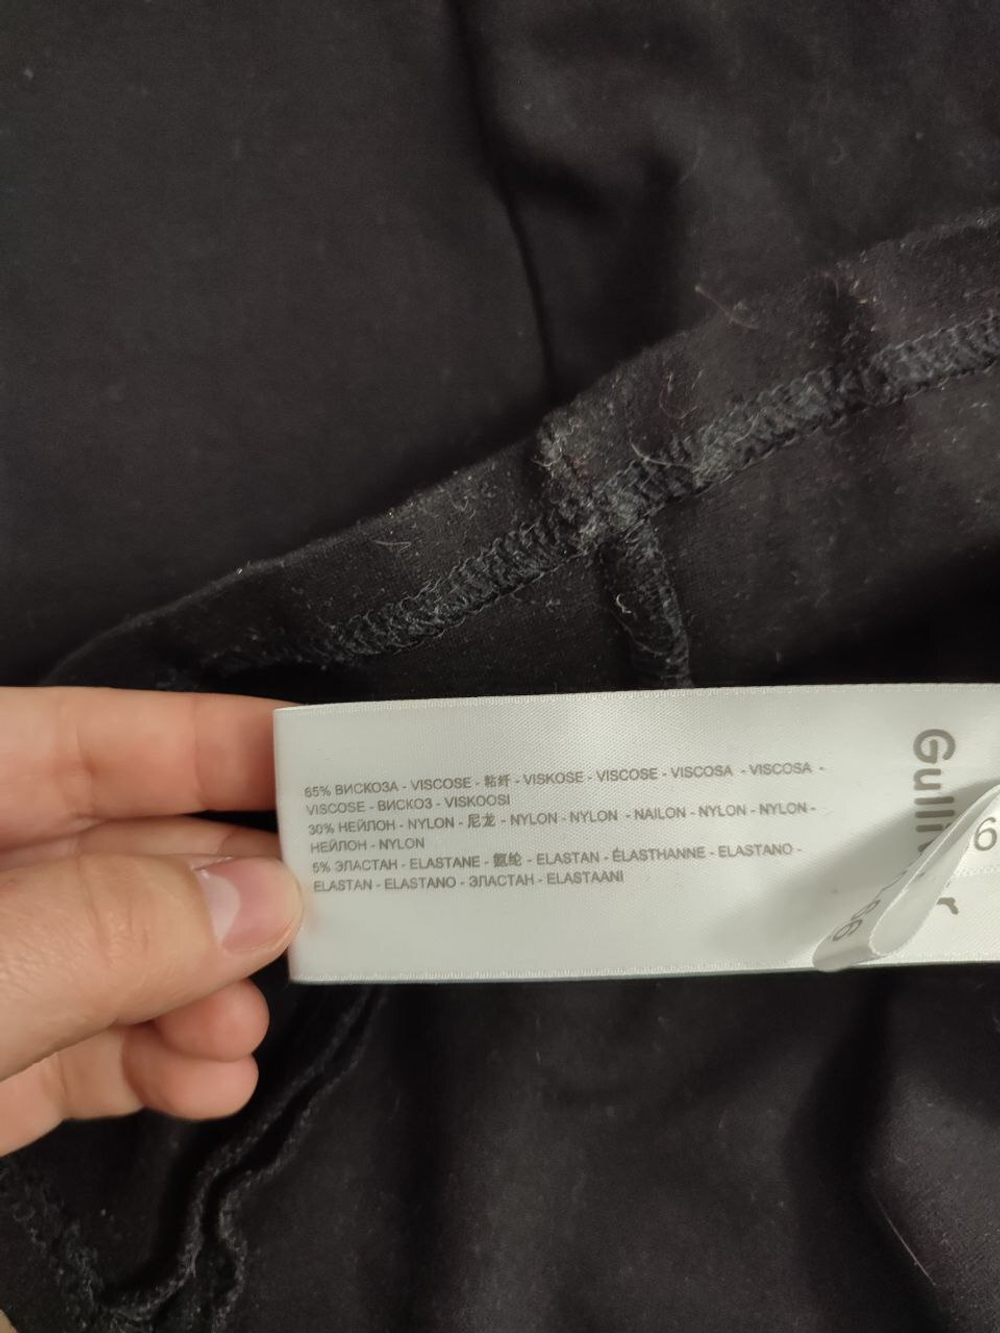 65% ВИСКОЗА - VISCOSE - 粘纤 - VISKOSE - VISCOSE - VISCOSA - VISCOSA -
VISCOSE - ВИСКОЗ - VISKOOSI
30% НЕЙЛОН - NYLON - 尼龙 - NYLON - NYLON - NAILON - NYLON - NYLON -
НЕЙЛОН - NYLON
5% ЭЛАСТАН - ELASTANE - 氨纶 - ELASTAN - ÉLASTHANNE - ELASTANO -
ELASTAN - ELASTANO - ЭЛАСТАН - ELASTAANI